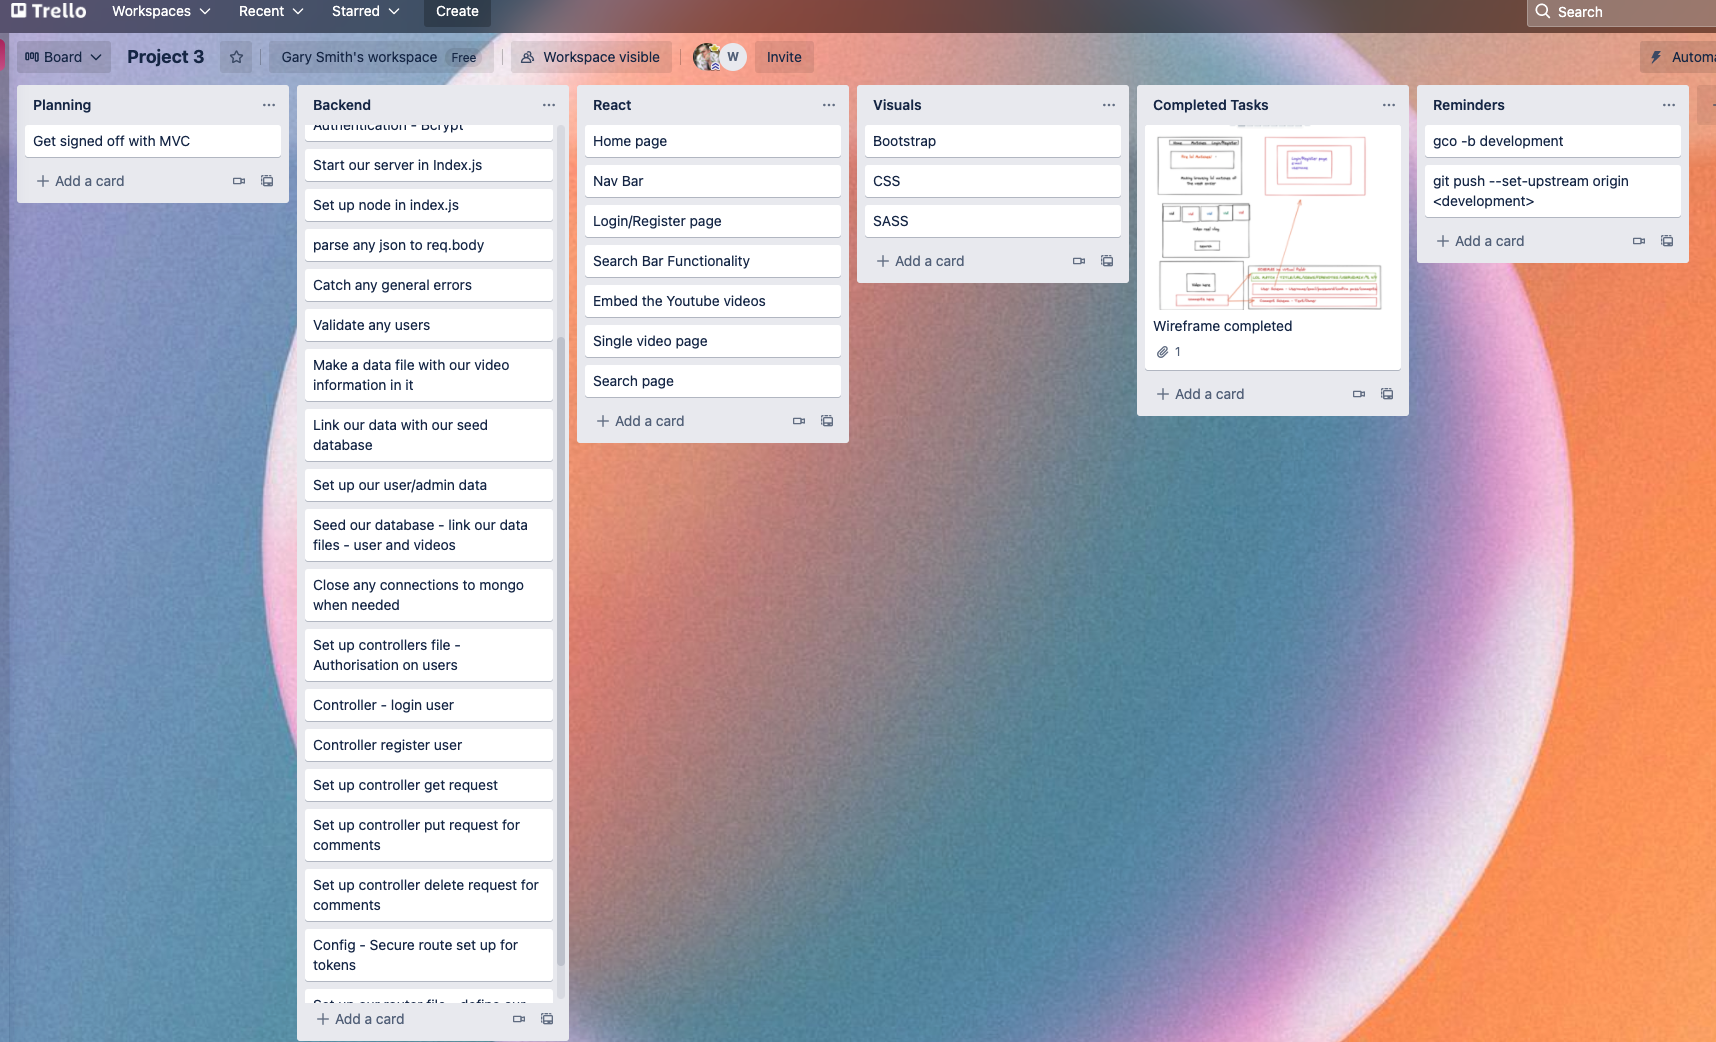 Trello
Workspaces
Recent
Starred
Create
Search
Board
Project 3
Gary Smith's workspace Free
Workspace visible
W
Invite
Planning
Get signed off with MVC
Add a card
Backend
Authentication - Bcrypt
Start our server in Index.js
Set up node in index.js
parse any json to req.body
Catch any general errors
Validate any users
Make a data file with our video
information in it
Link our data with our seed
database
Set up our user/admin data
Seed our database - link our data
files - user and videos
Close any connections to mongo
when needed
Set up controllers file -
Authorisation on users
Controller - login user
Controller register user
Set up controller get request
Set up controller put request for
comments
Set up controller delete request for
comments
Config - Secure route set up for
tokens
Set up our router file - define our
Add a card
React
Home page
Nav Bar
Login/Register page
Search Bar Functionality
Embed the Youtube videos
Single video page
Search page
Add a card
Visuals
Bootstrap
CSS
SASS
Add a card
Completed Tasks
Wireframe completed
1
Add a card
Reminders
gco -b development
git push --set-upstream origin
<development>
Add a card